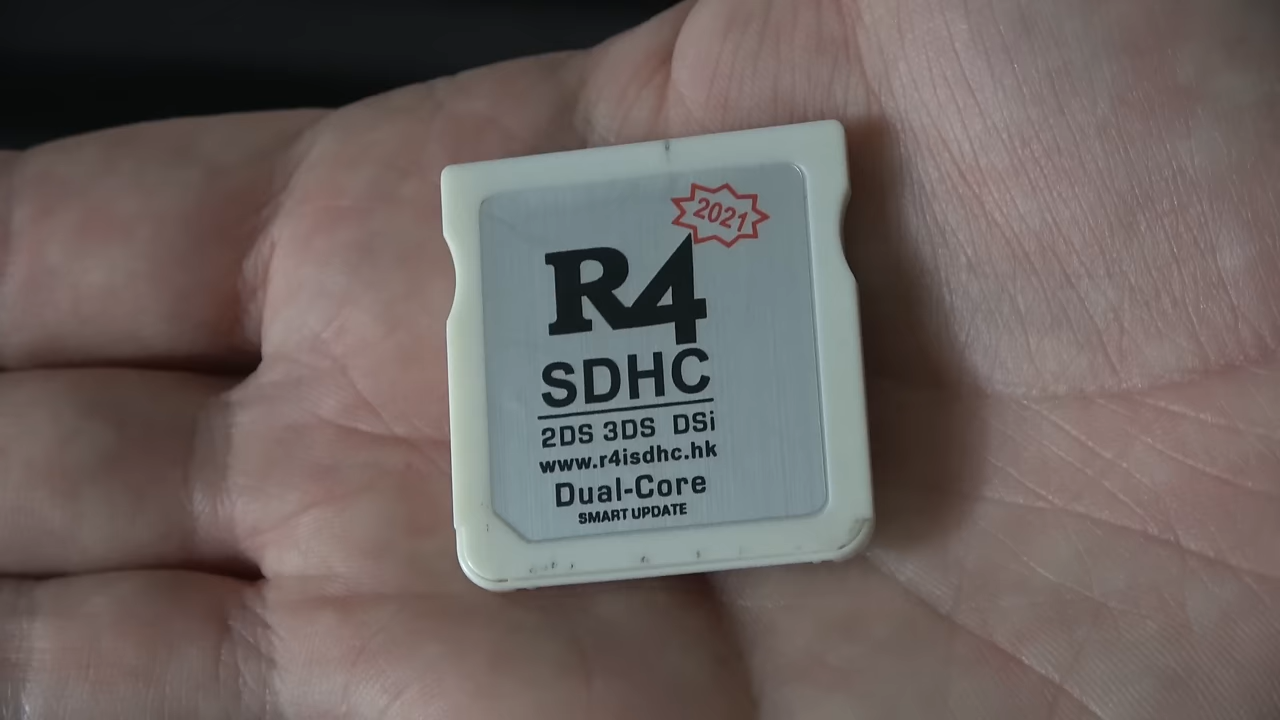 2021
R4
SDHC
2DS 3DS DSi
www.r4isdhc.hk
Dual-Core
SMART UPDATE